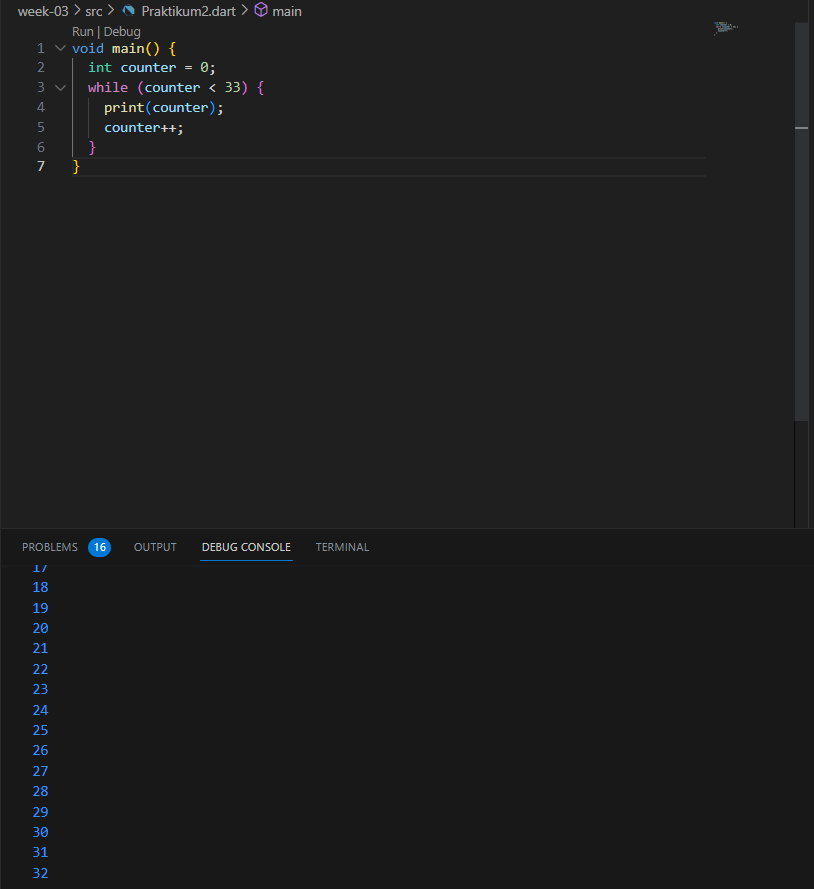 week-03 > src > Praktikum2.dart > main
Run | Debug
1 void main() {
2   int counter = 0;
3   while (counter < 33) {
4     print(counter);
5     counter++;
6   }
7 }
PROBLEMS 16 OUTPUT DEBUG CONSOLE TERMINAL
17
18
19
20
21
22
23
24
25
26
27
28
29
30
31
32